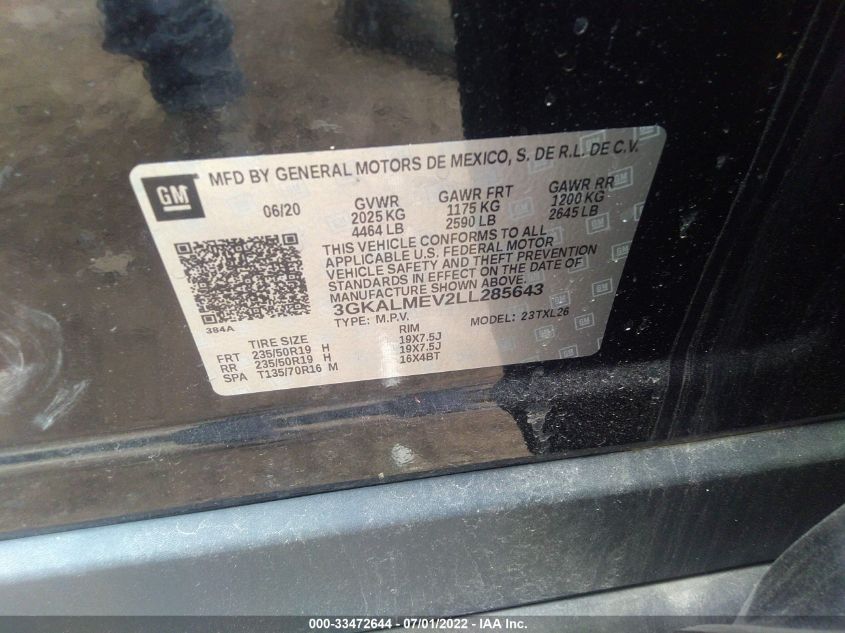 GM
MFD BY GENERAL MOTORS DE MEXICO, S. DE R.L. DE C.V.
06/20
GVWR GAWR FRT GAWR RR
2025 KG 1175 KG 1200 KG
4464 LB 2590 LB 2645 LB
THIS VEHICLE CONFORMS TO ALL
APPLICABLE U.S. FEDERAL MOTOR
VEHICLE SAFETY AND THEFT PREVENTION
STANDARDS IN EFFECT ON THE DATE OF
MANUFACTURE SHOWN ABOVE.
3GKALMEV2LL285643
384A
TYPE: M.P.V. MODEL: 23TXL26
TIRE SIZE RIM
FRT 235/50R19 H 19X7.5J
RR 235/50R19 H 19X7.5J
SPA T135/70R16 M 16X4BT
000-33472644 - 07/01/2022 - IAA Inc.